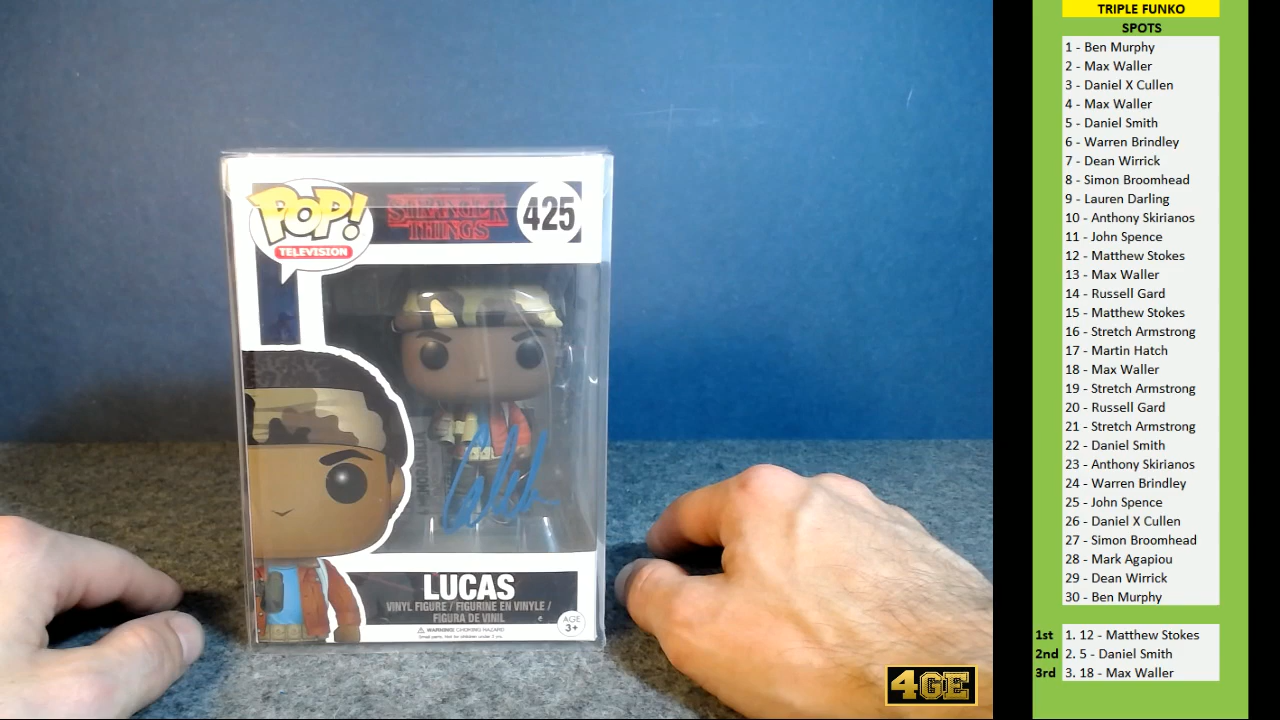 POP!
TELEVISION
STRANGER
THINGS
425
LUCAS
VINYL FIGURE / FIGURINE EN VINYLE /
FIGURA DE VINIL
WARNING: CHOKING HAZARD
AGE
3+
4GE
TRIPLE FUNKO
SPOTS
1 - Ben Murphy
2 - Max Waller
3 - Daniel X Cullen
4 - Max Waller
5 - Daniel Smith
6 - Warren Brindley
7 - Dean Wirrick
8 - Simon Broomhead
9 - Lauren Darling
10 - Anthony Skirianos
11 - John Spence
12 - Matthew Stokes
13 - Max Waller
14 - Russell Gard
15 - Matthew Stokes
16 - Stretch Armstrong
17 - Martin Hatch
18 - Max Waller
19 - Stretch Armstrong
20 - Russell Gard
21 - Stretch Armstrong
22 - Daniel Smith
23 - Anthony Skirianos
24 - Warren Brindley
25 - John Spence
26 - Daniel X Cullen
27 - Simon Broomhead
28 - Mark Agapiou
29 - Dean Wirrick
30 - Ben Murphy
1st 1. 12 - Matthew Stokes
2nd 2. 5 - Daniel Smith
3rd 3. 18 - Max Waller